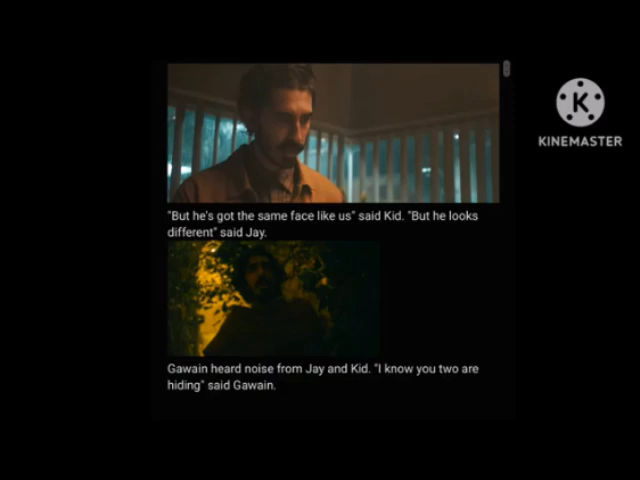 K
KINEMASTER
"But he's got the same face like us" said Kid. "But he looks
different" said Jay.
Gawain heard noise from Jay and Kid. "I know you two are
hiding" said Gawain.